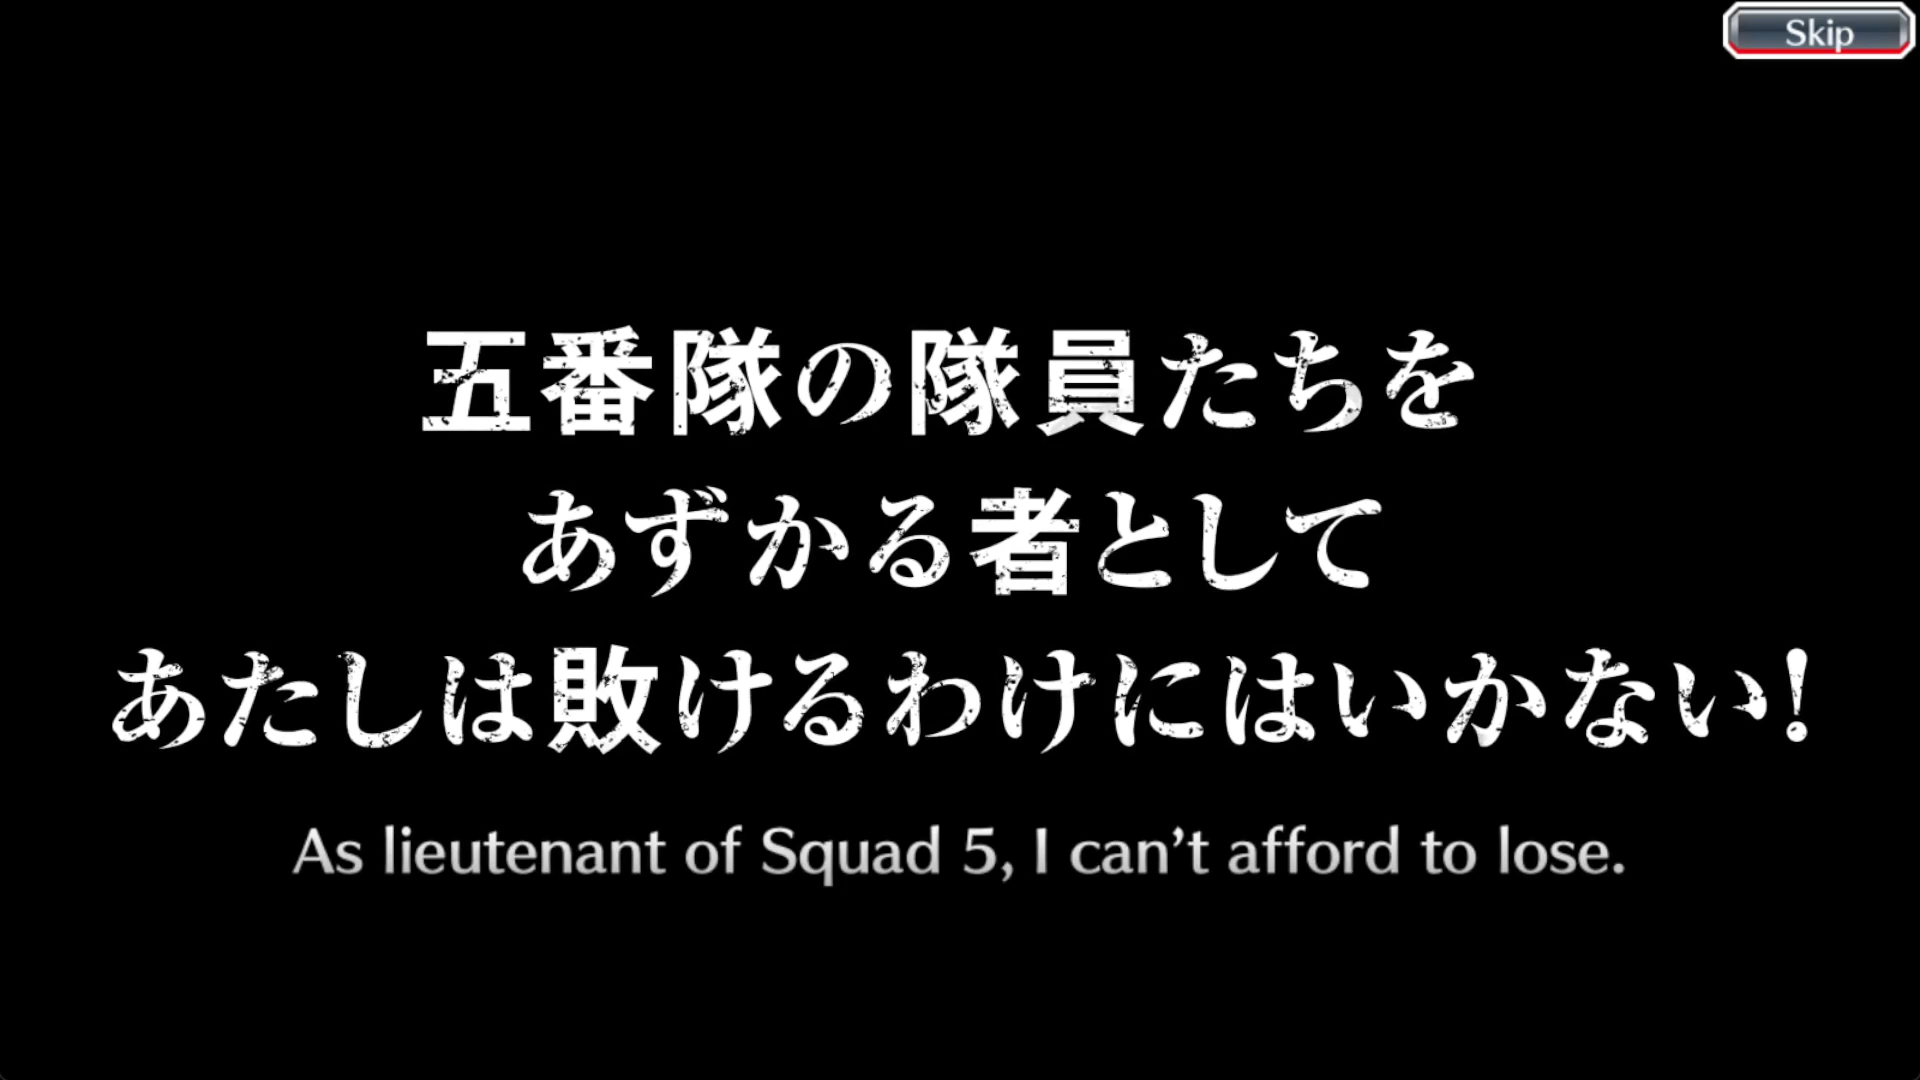 Skip
五番隊の隊員たちを
あずかる者として
あたしは敗けるわけにはいかない!
As lieutenant of Squad 5, I can’t afford to lose.